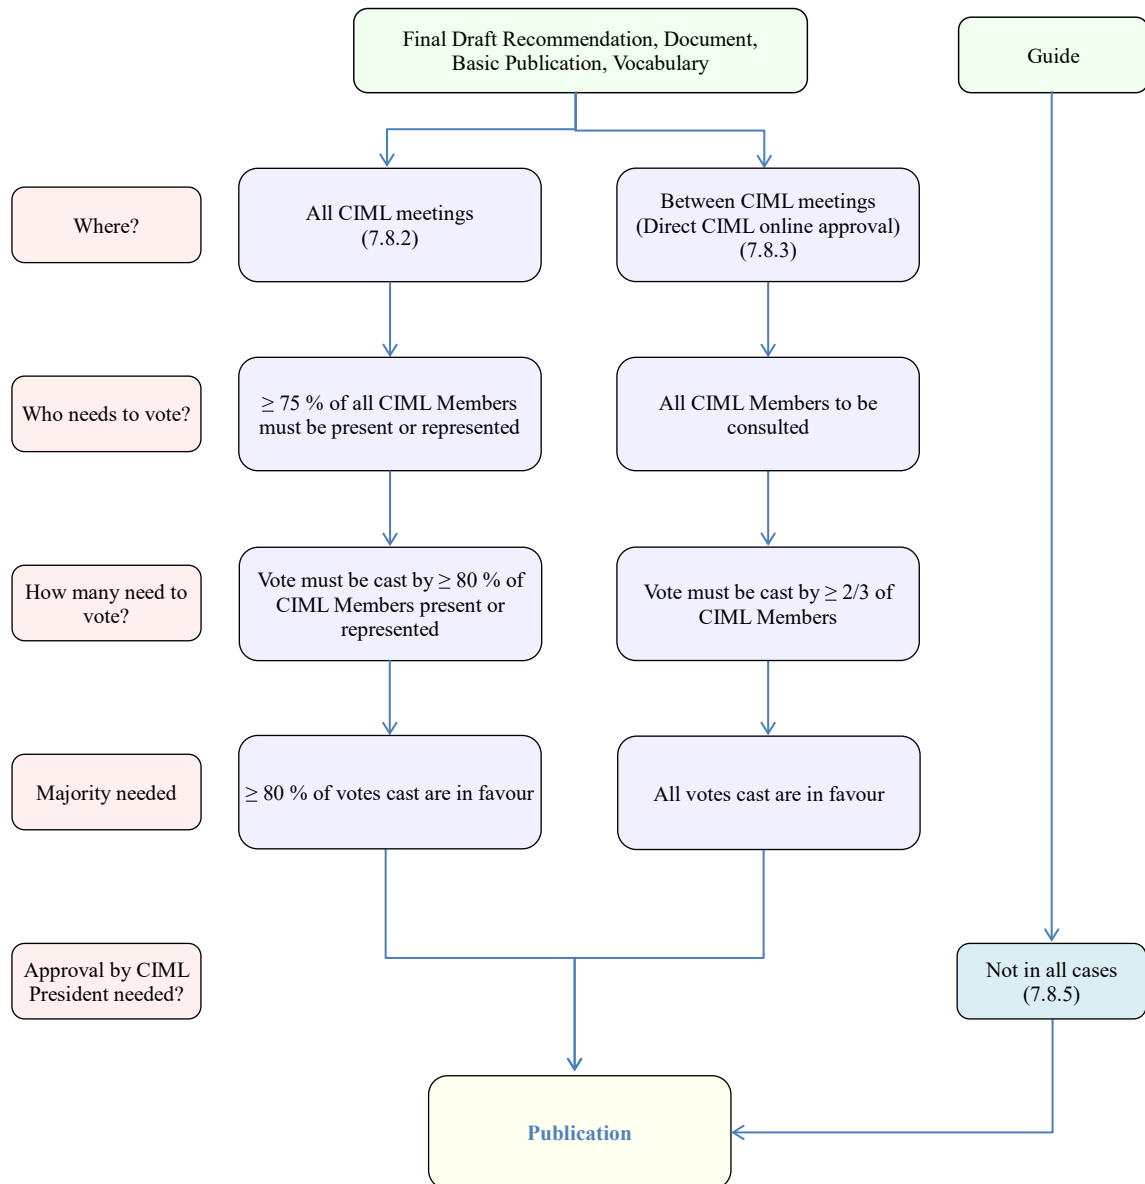 Final Draft Recommendation, Document,
Basic Publication, Vocabulary
Guide
Where?
All CIML meetings
(7.8.2)
Between CIML meetings
(Direct CIML online approval)
(7.8.3)
Who needs to vote?
≥ 75 % of all CIML Members
must be present or represented
All CIML Members to be
consulted
How many need to
vote?
Vote must be cast by ≥ 80 % of
CIML Members present or
represented
Vote must be cast by ≥ 2/3 of
CIML Members
Majority needed
≥ 80 % of votes cast are in favour
All votes cast are in favour
Approval by CIML
President needed?
Not in all cases
(7.8.5)
Publication